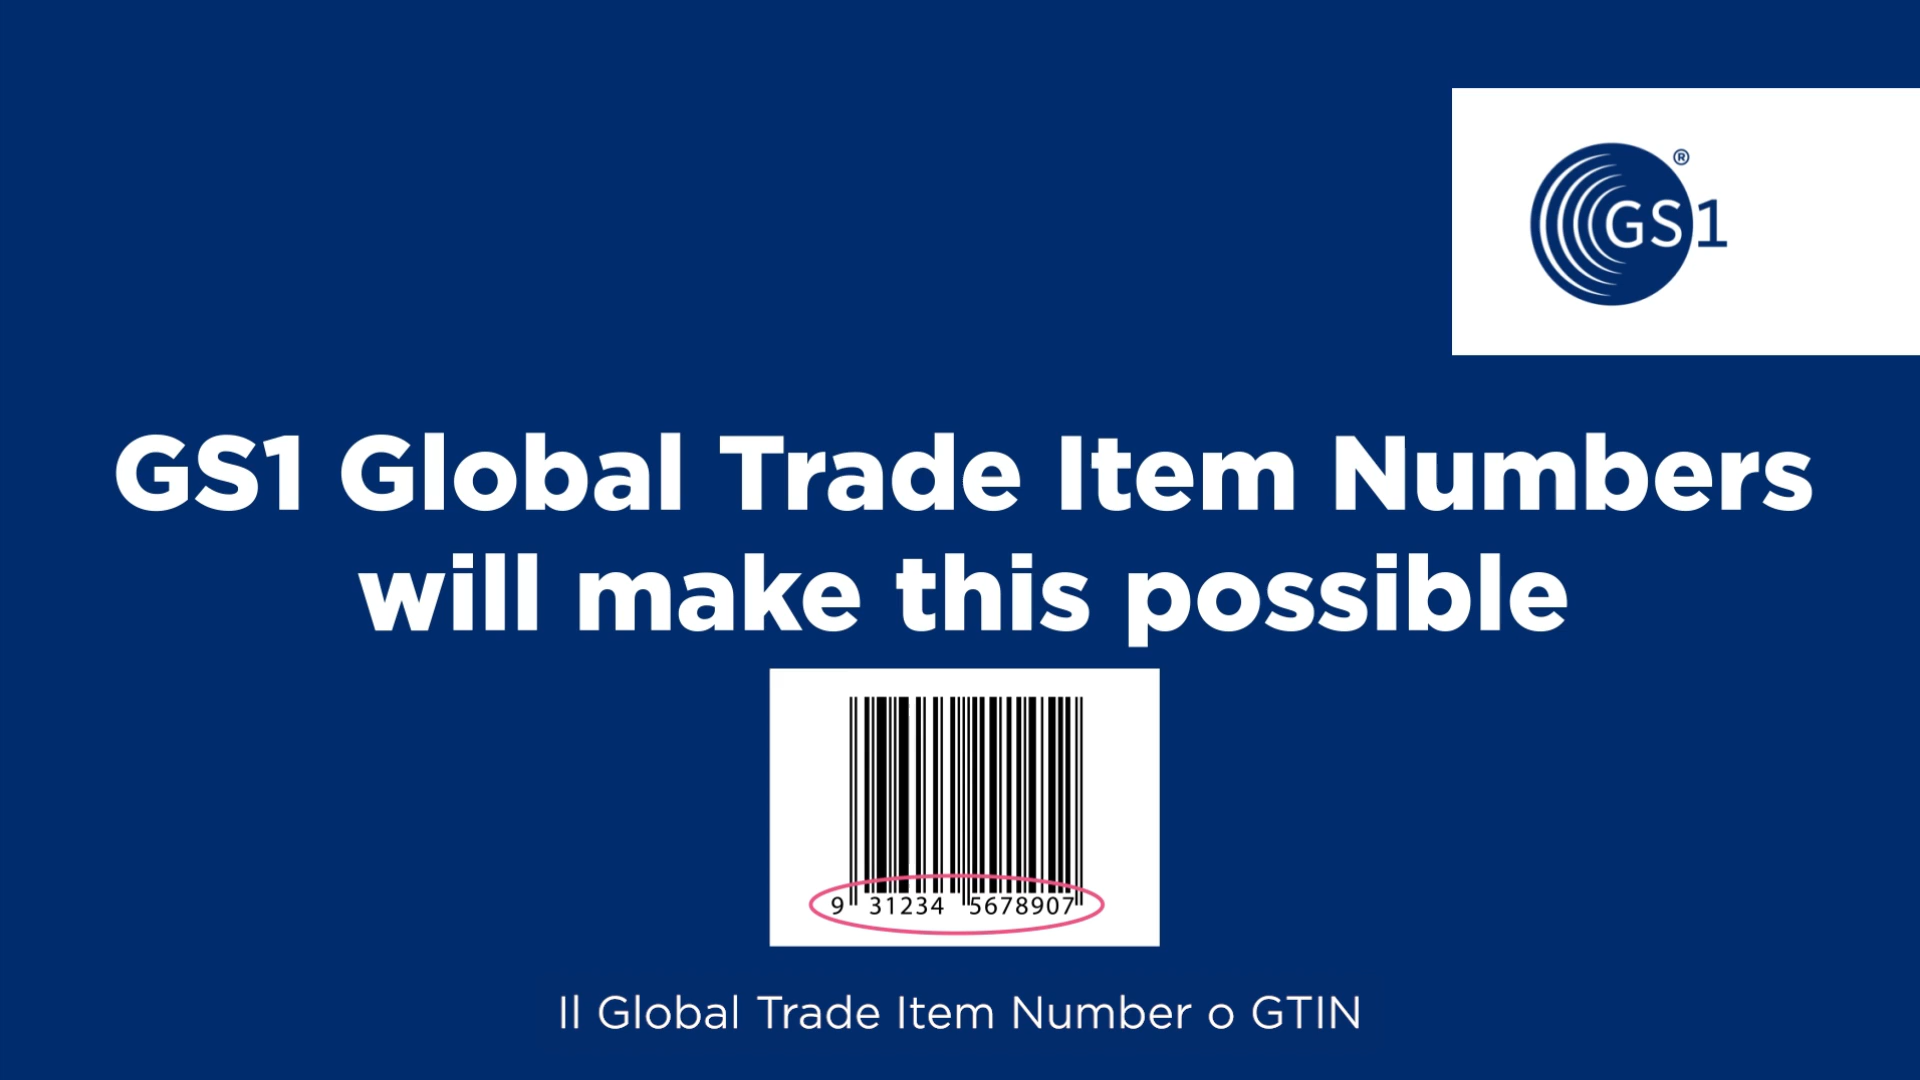 GS1
®
GS1 Global Trade Item Numbers
will make this possible
9 31234 5678907
Il Global Trade Item Number o GTIN